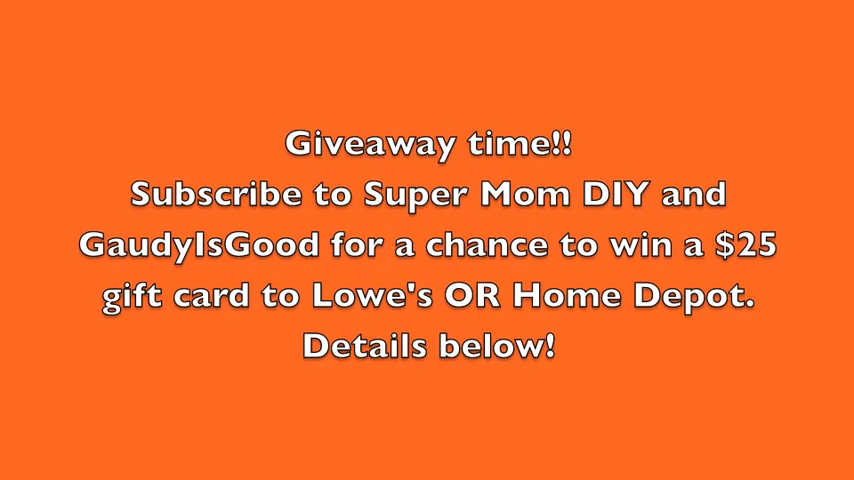 Giveaway time!!
Subscribe to Super Mom DIY and
GaudyIsGood for a chance to win a $25
gift card to Lowe's OR Home Depot.
Details below!